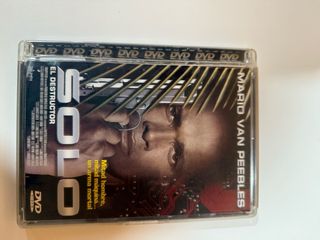 DVD DVD DVD DVD DVD DVD DVD DVD
MARIO VAN PEEBLES
Mitad hombre,
mitad máquina...
un arma mortal
SOLO
EL DESTRUCTOR
DVD